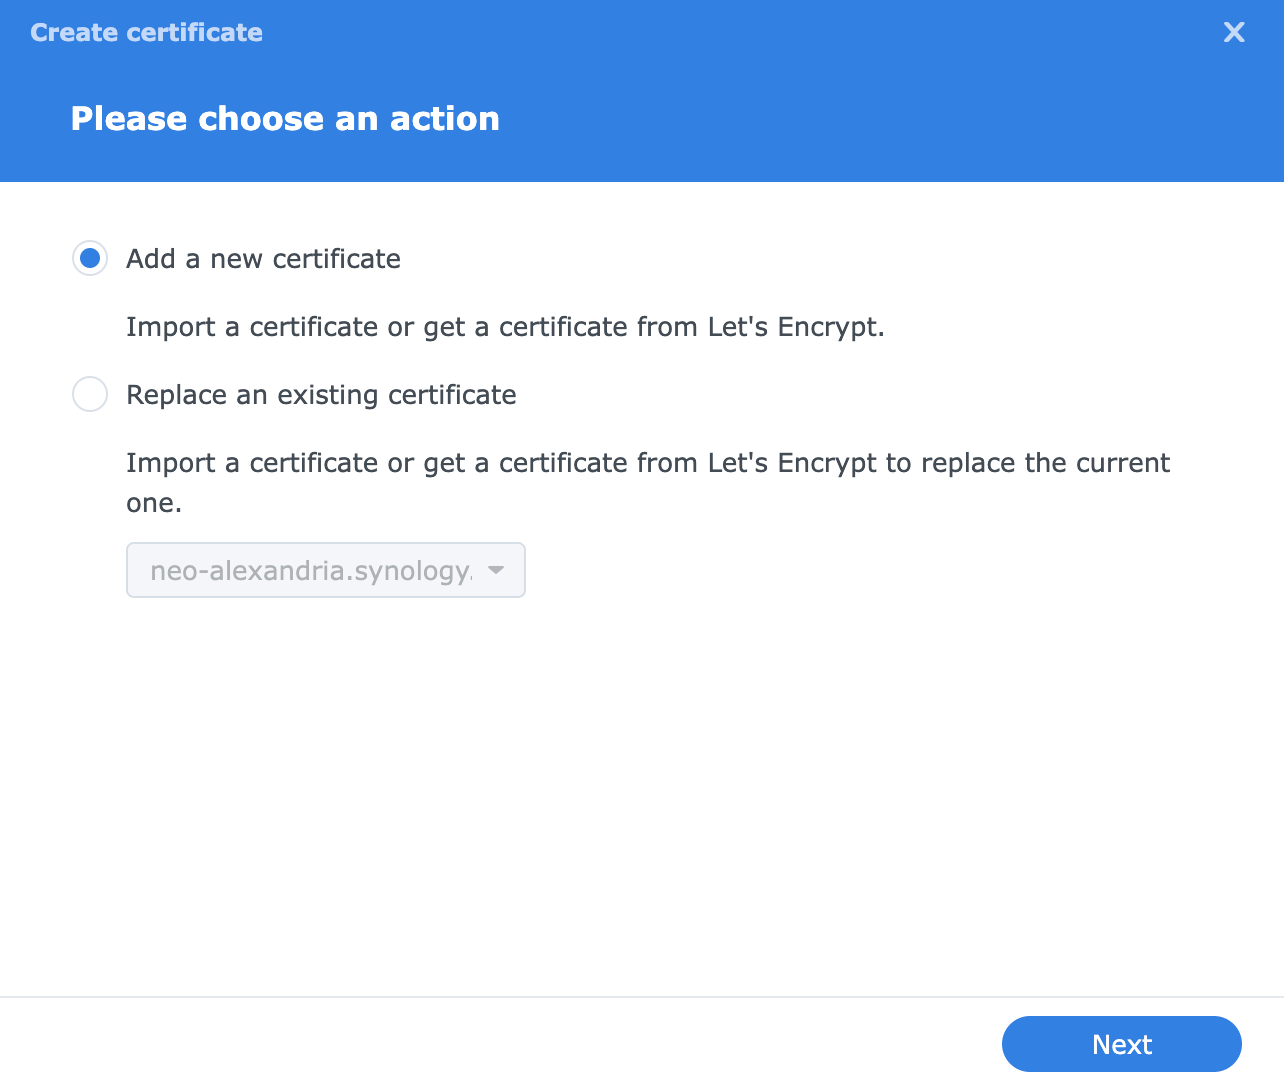 Create certificate
Please choose an action
Add a new certificate
Import a certificate or get a certificate from Let's Encrypt.
Replace an existing certificate
Import a certificate or get a certificate from Let's Encrypt to replace the current
one.
neo-alexandria.synology.
Next